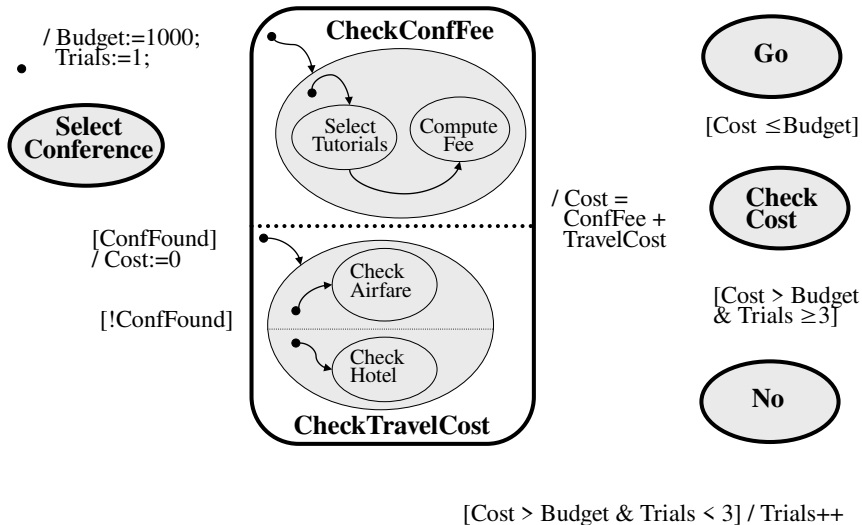 / Budget:=1000;
Trials:=1;
Select
Conference
CheckConfFee
Select
Tutorials
Compute
Fee
Go
[Cost ≤Budget]
Check
Cost
/ Cost =
ConfFee +
TravelCost
[ConfFound]
/ Cost:=0
[!ConfFound]
Check
Airfare
Check
Hotel
CheckTravelCost
[Cost > Budget
& Trials ≥3]
No
[Cost > Budget & Trials < 3] / Trials++